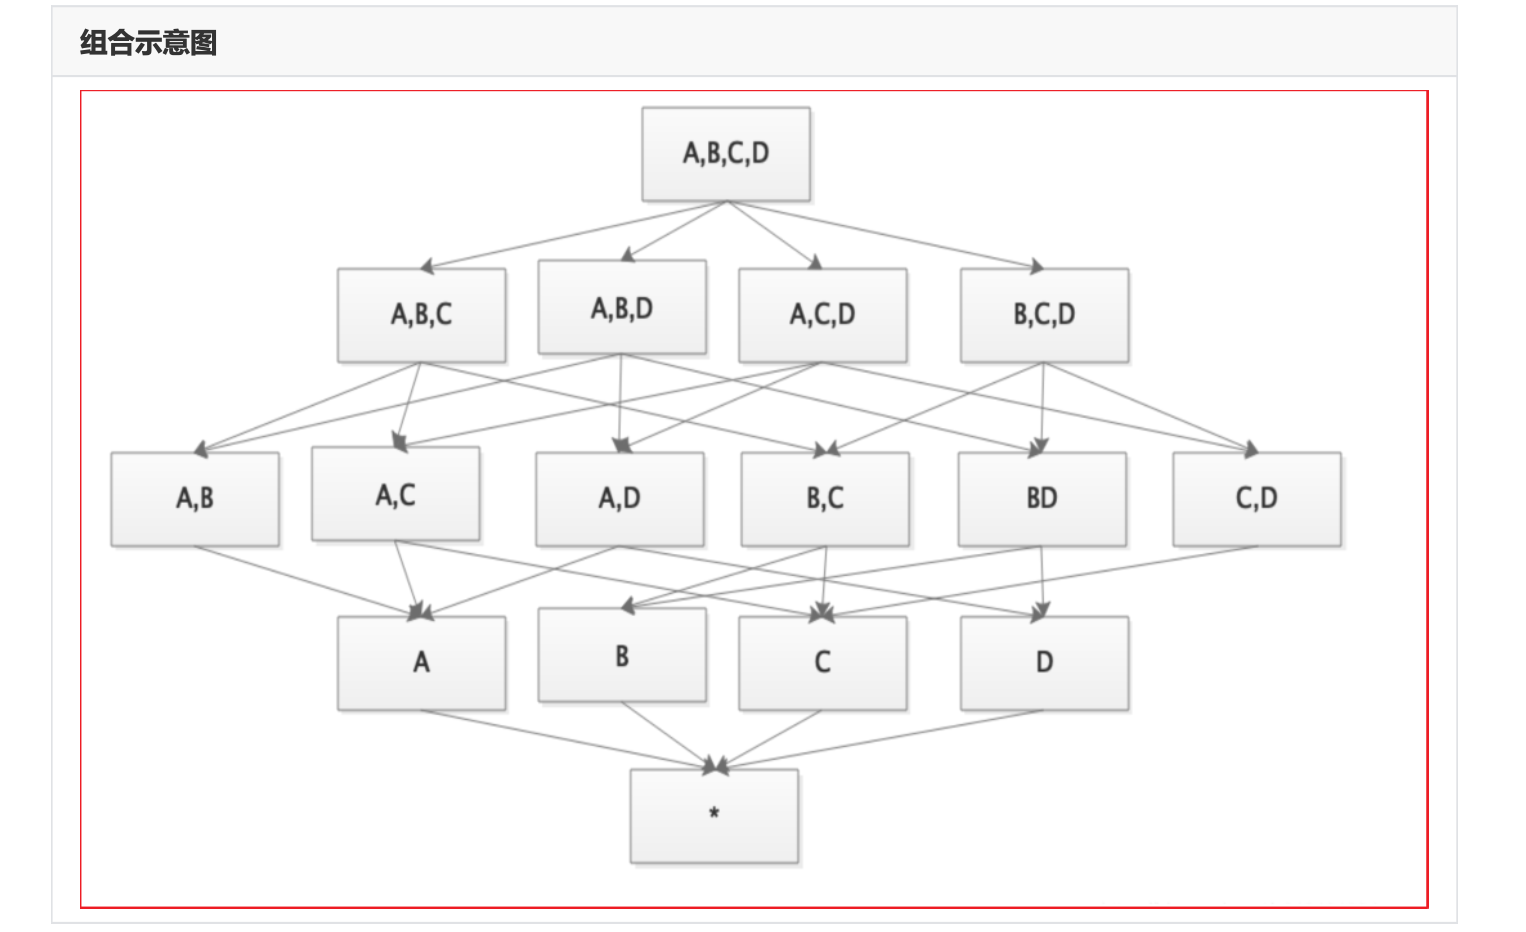 组合示意图
A,B,C,D
A,B,C
A,B,D
A,C,D
B,C,D
A,B
A,C
A,D
B,C
BD
C,D
A
B
C
D
*